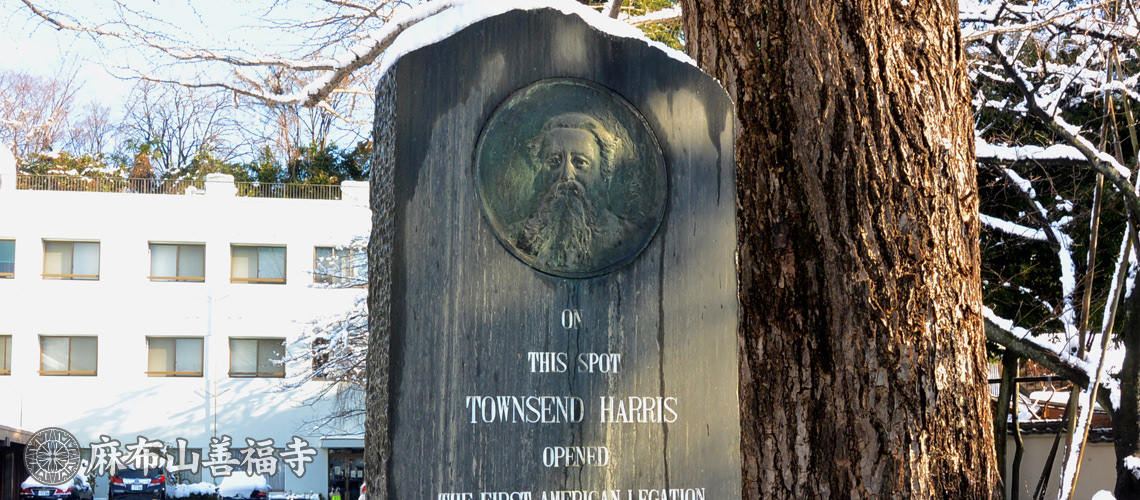 ON
THIS SPOT
TOWNSEND HARRIS
OPENED
THE FIRST AMERICAN LEGATION
麻布山善福寺